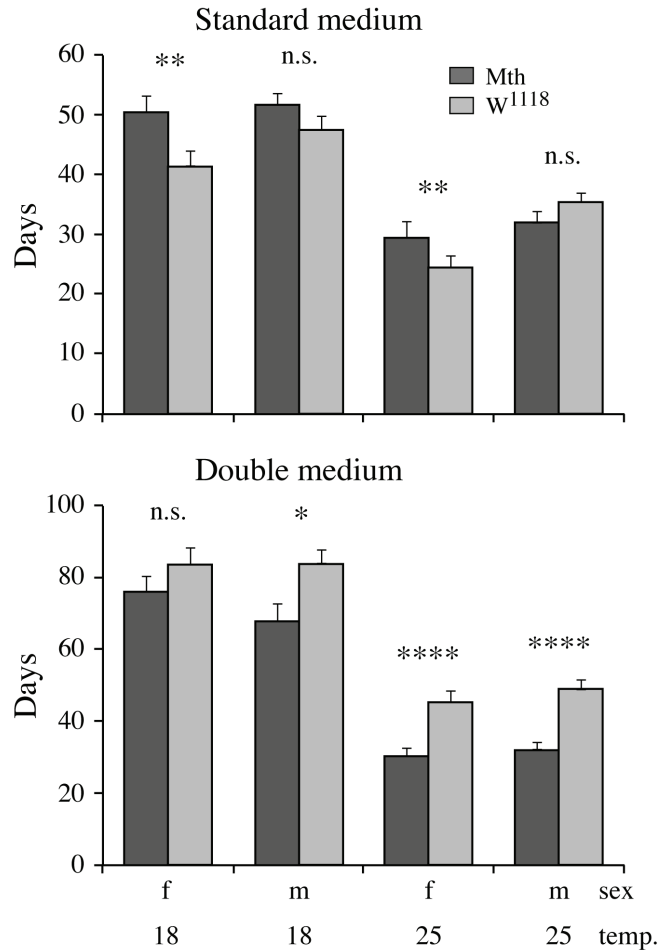 Standard medium
60
50
40
30
20
10
0
Days
** n.s. ** n.s.
Mth
W1118
Double medium
100
80
60
40
20
0
Days
n.s. * **** ****
f m f m sex
18 18 25 25 temp.